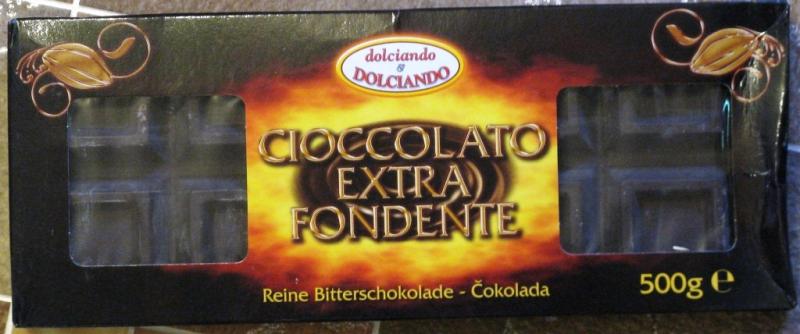 dolciando
&
DOLCIANDO
CIOCCOLATO
EXTRA
FONDENTE
Reine Bitterschokolade - Čokolada
500g ℮